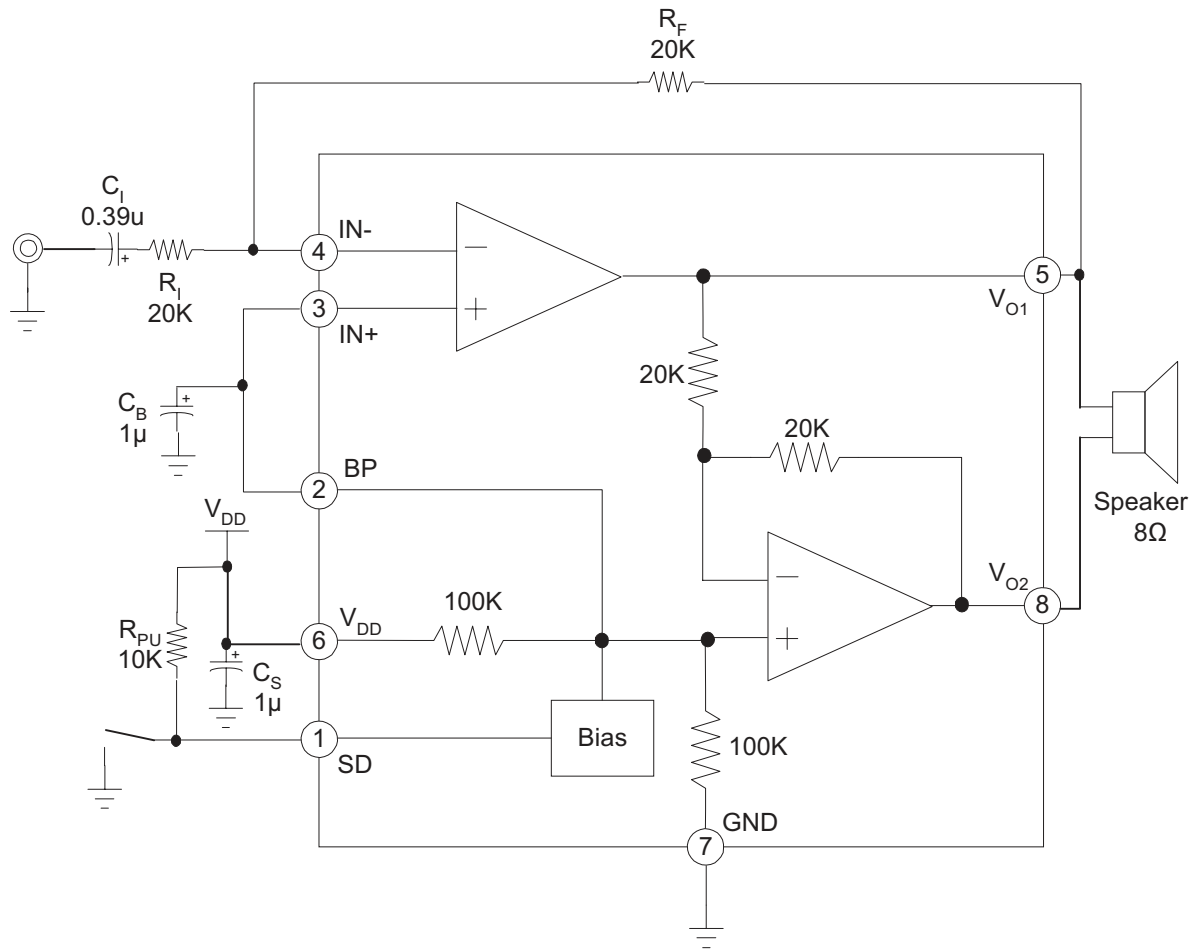 R_F
20K
C_I
0.39u
+
R_I
20K
4
IN-
−
3
IN+
+
5
V_O1
20K
20K
C_B
1µ
+
2
BP
Speaker
8Ω
V_DD
R_PU
10K
6
V_DD
100K
−
+
V_O2
8
+
C_S
1µ
1
SD
Bias
100K
GND
7